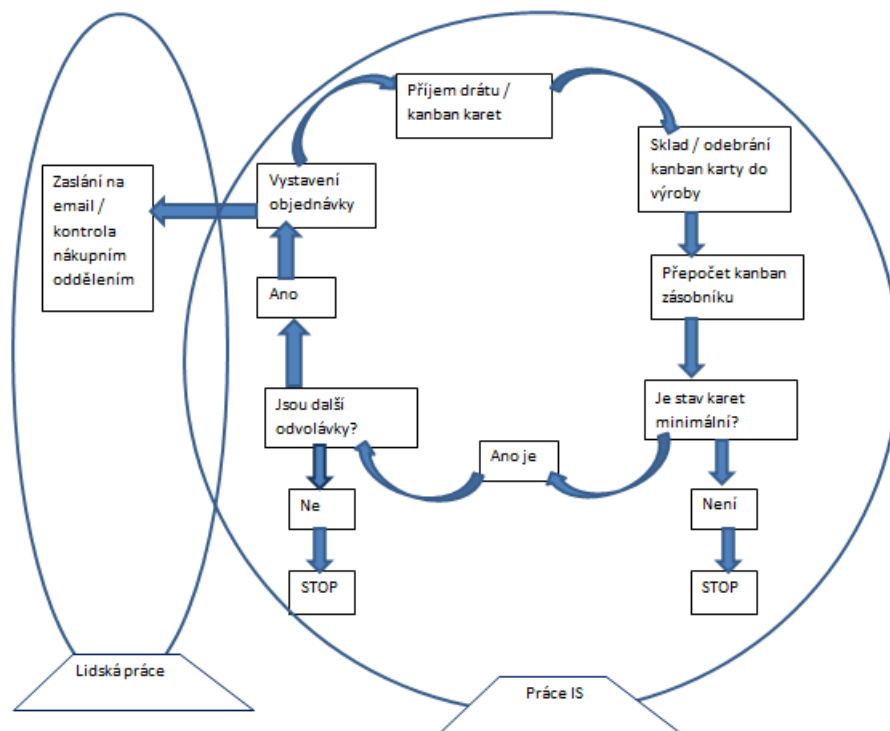 Příjem drátu /
kanban karet
Sklad / odebrání
kanban karty do
výroby
Zaslání na
email /
kontrola
nákupním
oddělením
Vystavení
objednávky
Přepočet kanban
zásobníku
Ano
Jsou další
odvolávky?
Je stav karet
minimální?
Ano je
Ne
Není
STOP
STOP
Lidská práce
Práce IS